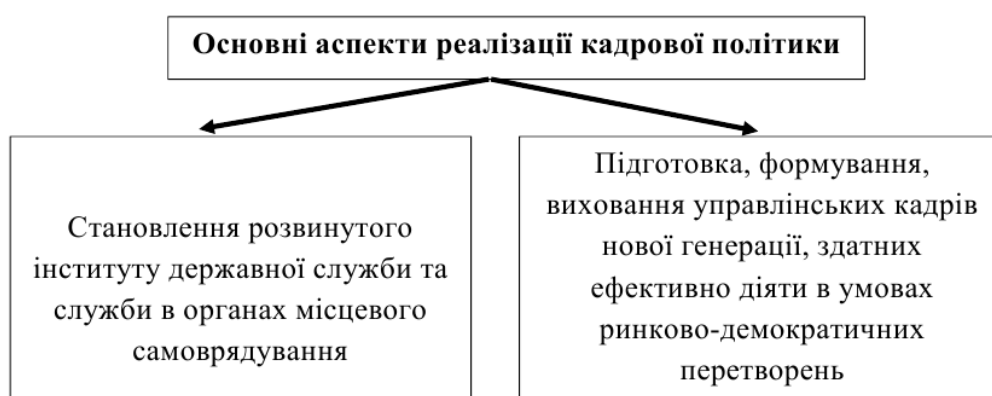 Основні аспекти реалізації кадрової політики
Становлення розвинутого
інституту державної служби та
служби в органах місцевого
самоврядування
Підготовка, формування,
виховання управлінських кадрів
нової генерації, здатних
ефективно діяти в умовах
ринково-демократичних
перетворень